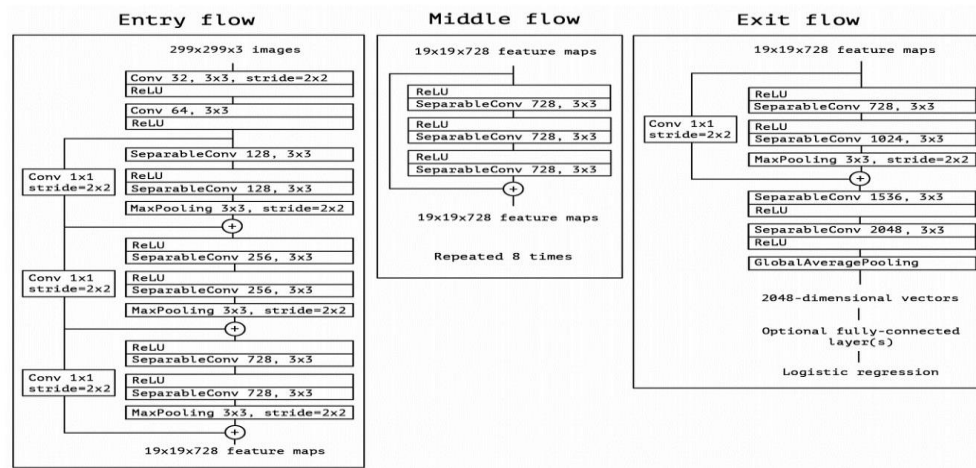 Entry flow
299x299x3 images
Conv 32, 3x3, stride=2x2
ReLU
Conv 64, 3x3
ReLU
SeparableConv 128, 3x3
Conv 1x1
stride=2x2
ReLU
SeparableConv 128, 3x3
MaxPooling 3x3, stride=2x2
+
ReLU
SeparableConv 256, 3x3
Conv 1x1
stride=2x2
ReLU
SeparableConv 256, 3x3
MaxPooling 3x3, stride=2x2
+
ReLU
SeparableConv 728, 3x3
Conv 1x1
stride=2x2
ReLU
SeparableConv 728, 3x3
MaxPooling 3x3, stride=2x2
+
19x19x728 feature maps
Middle flow
19x19x728 feature maps
ReLU
SeparableConv 728, 3x3
ReLU
SeparableConv 728, 3x3
ReLU
SeparableConv 728, 3x3
+
19x19x728 feature maps
Repeated 8 times
Exit flow
19x19x728 feature maps
ReLU
SeparableConv 728, 3x3
Conv 1x1
stride=2x2
ReLU
SeparableConv 1024, 3x3
MaxPooling 3x3, stride=2x2
+
SeparableConv 1536, 3x3
ReLU
SeparableConv 2048, 3x3
ReLU
GlobalAveragePooling
2048-dimensional vectors
Optional fully-connected
layer(s)
Logistic regression